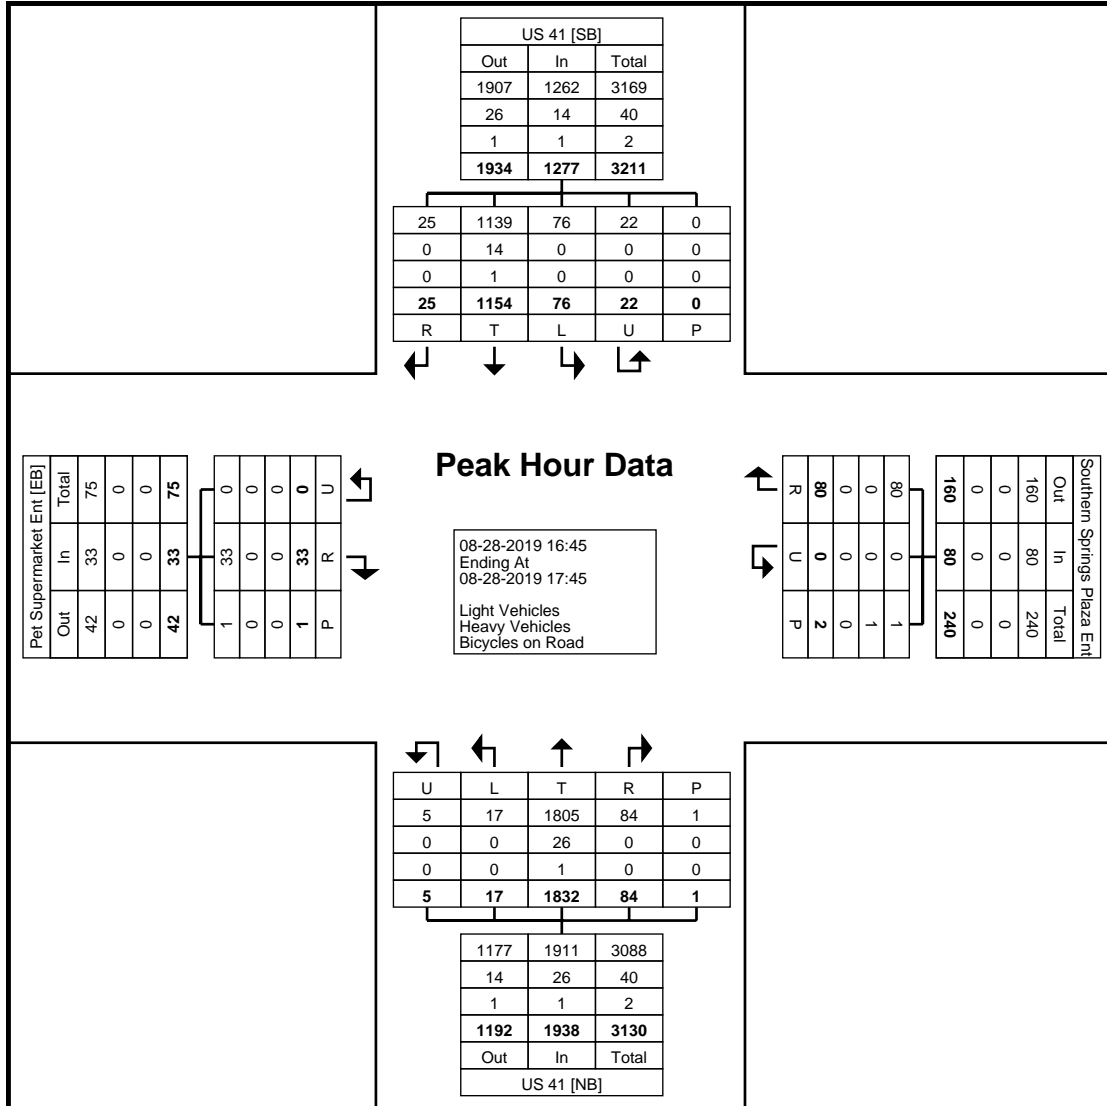 US 41 [SB]
Out In Total
1907 1262 3169
26 14 40
1 1 2
1934 1277 3211
25 1139 76 22 0
0 14 0 0 0
0 1 0 0 0
25 1154 76 22 0
R T L U P
Peak Hour Data
Pet Supermarket Ent [EB]
Out In Total
42 33 75
0 0 0
0 0 0
42 33 75
1 33 0
0 0 0
0 0 0
1 33 0
P R U
08-28-2019 16:45
Ending At
08-28-2019 17:45
Light Vehicles
Heavy Vehicles
Bicycles on Road
Southern Springs Plaza Ent
Out In Total
160 80 240
0 0 0
0 0 0
160 80 240
80 0 1
0 0 1
0 0 0
80 0 2
R U P
U L T R P
5 17 1805 84 1
0 0 26 0 0
0 0 1 0 0
5 17 1832 84 1
1177 1911 3088
14 26 40
1 1 2
1192 1938 3130
Out In Total
US 41 [NB]